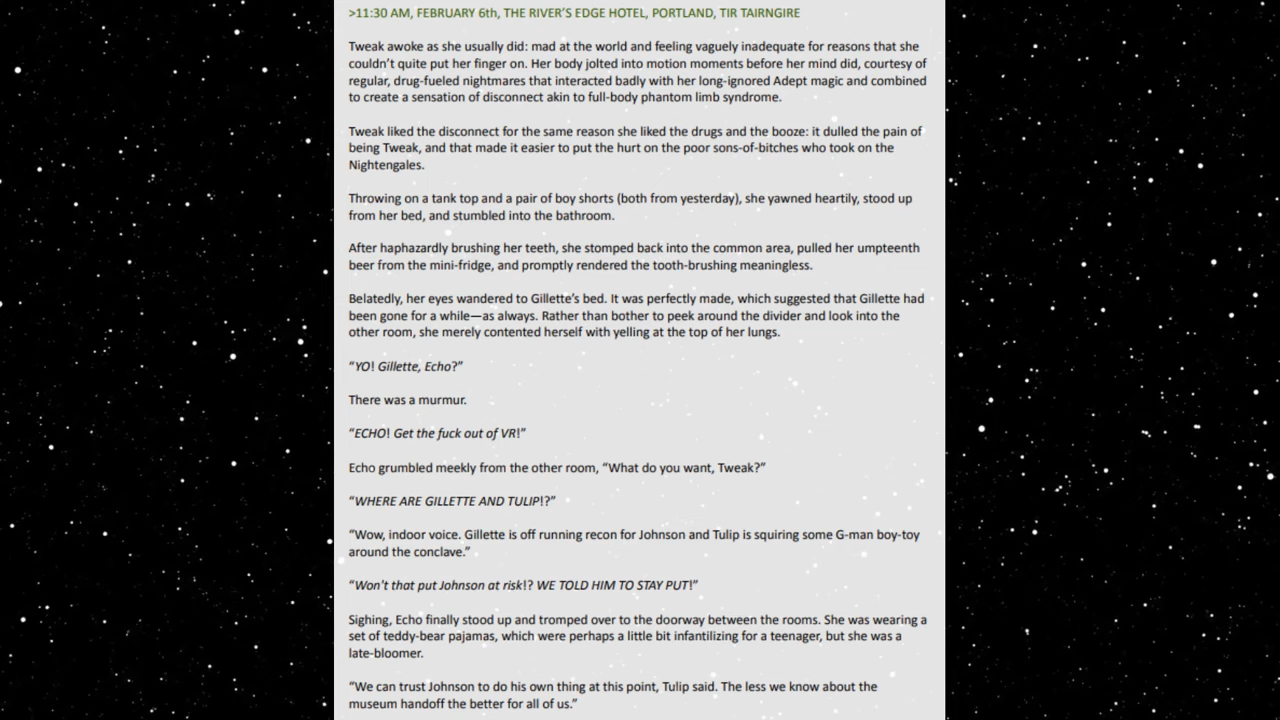 >11:30 AM, FEBRUARY 6th, THE RIVER’S EDGE HOTEL, PORTLAND, TIR TAIRNGIRE
Tweak awoke as she usually did: mad at the world and feeling vaguely inadequate for reasons that she
couldn’t quite put her finger on. Her body jolted into motion moments before her mind did, courtesy of
regular, drug-fueled nightmares that interacted badly with her long-ignored Adept magic and combined
to create a sensation of disconnect akin to full-body phantom limb syndrome.
Tweak liked the disconnect for the same reason she liked the drugs and the booze: it dulled the pain of
being Tweak, and that made it easier to put the hurt on the poor sons-of-bitches who took on the
Nightengales.
Throwing on a tank top and a pair of boy shorts (both from yesterday), she yawned heartily, stood up
from her bed, and stumbled into the bathroom.
After haphazardly brushing her teeth, she stomped back into the common area, pulled her umpteenth
beer from the mini-fridge, and promptly rendered the tooth-brushing meaningless.
Belatedly, her eyes wandered to Gillette’s bed. It was perfectly made, which suggested that Gillette had
been gone for a while—as always. Rather than bother to peek around the divider and look into the
other room, she merely contented herself with yelling at the top of her lungs.
“YO! Gillette, Echo?”
There was a murmur.
“ECHO! Get the fuck out of VR!”
Echo grumbled meekly from the other room, “What do you want, Tweak?”
“WHERE ARE GILLETTE AND TULIP!?”
“Wow, indoor voice. Gillette is off running recon for Johnson and Tulip is squiring some G-man boy-toy
around the conclave.”
“Won't that put Johnson at risk!? WE TOLD HIM TO STAY PUT!”
Sighing, Echo finally stood up and tromped over to the doorway between the rooms. She was wearing a
set of teddy-bear pajamas, which were perhaps a little bit infantilizing for a teenager, but she was a
late-bloomer.
“We can trust Johnson to do his own thing at this point, Tulip said. The less we know about the
museum handoff the better for all of us.”